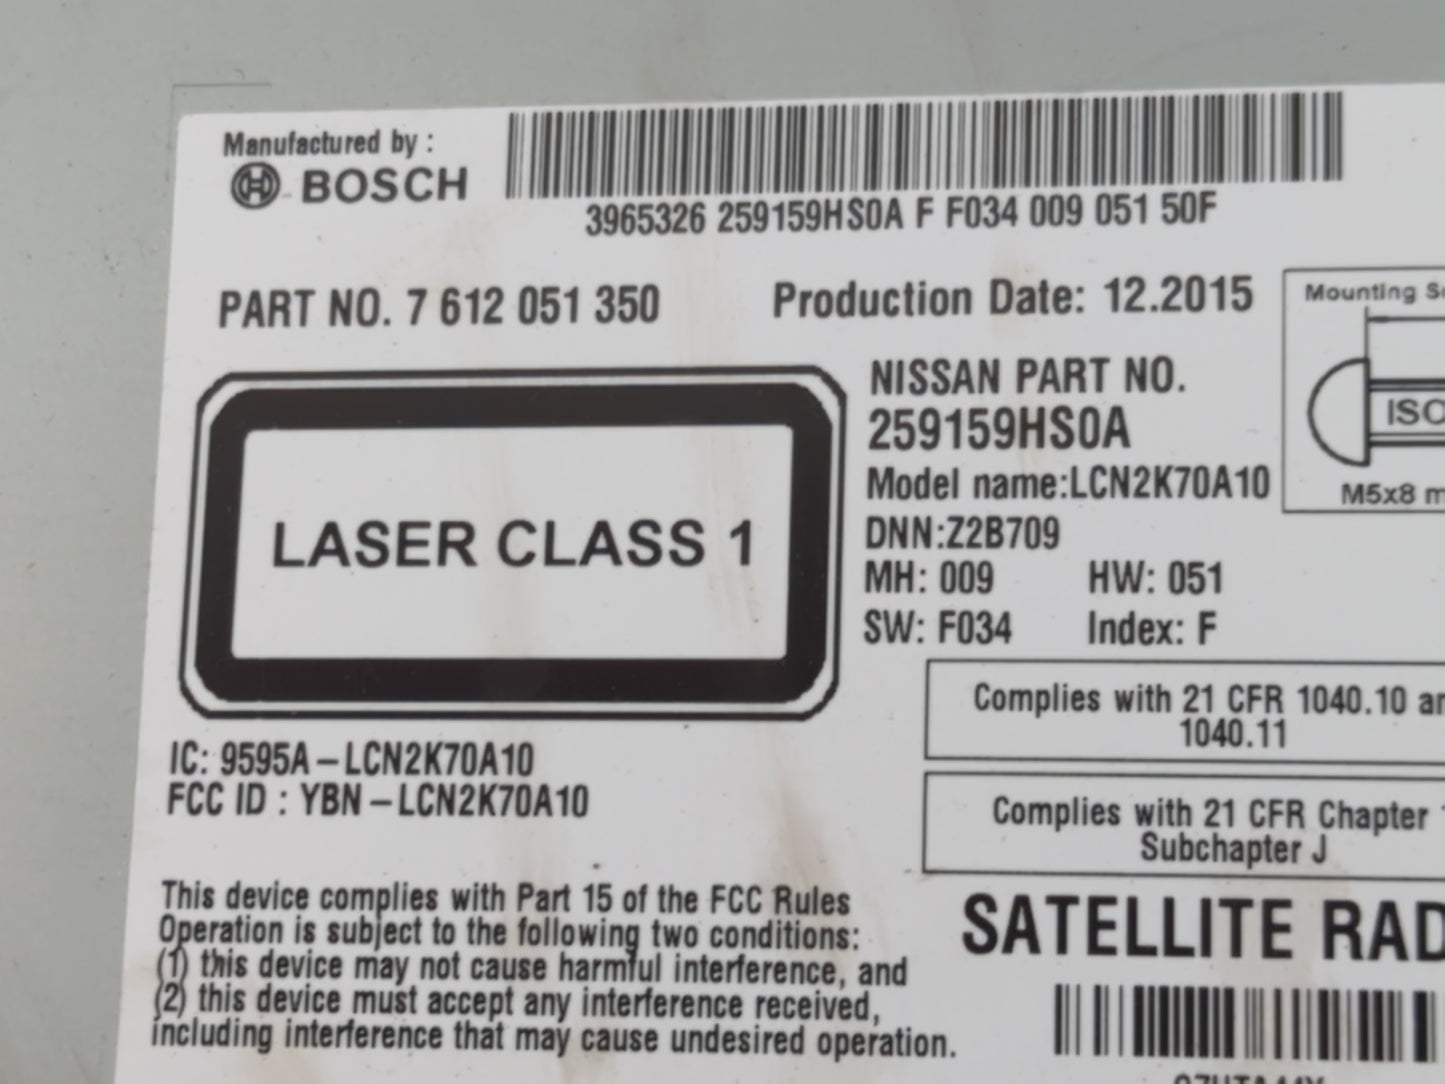 Manufactured by :
BOSCH
3965326 259159HS0A F F034 009 051 50F
PART NO. 7 612 051 350
Production Date: 12.2015
Mounting
ISO
M5x8
NISSAN PART NO.
259159HS0A
Model name:LCN2K70A10
DNN:Z2B709
MH: 009 HW: 051
SW: F034 Index: F
LASER CLASS 1
Complies with 21 CFR 1040.10
1040.11
Complies with 21 CFR Chapter
Subchapter J
IC: 9595A-LCN2K70A10
FCC ID : YBN-LCN2K70A10
SATELLITE RAD
This device complies with Part 15 of the FCC Rules
Operation is subject to the following two conditions:
(1) this device may not cause harmful interference, and
(2) this device must accept any interference received,
including interference that may cause undesired operation.